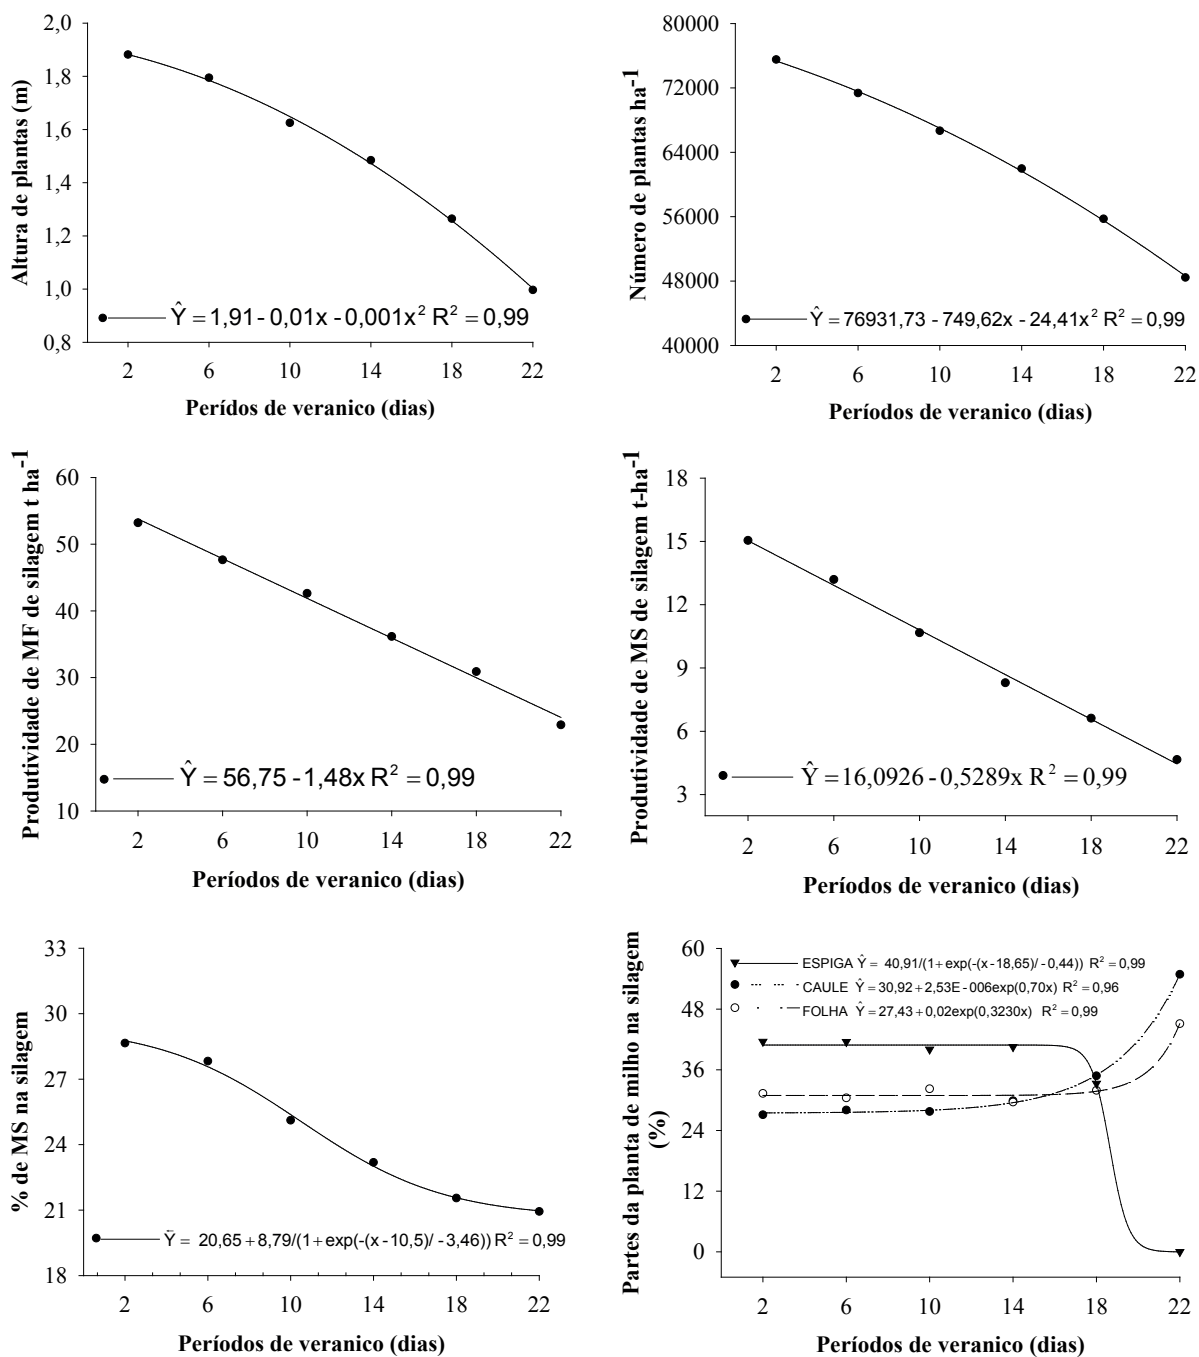 Altura de plantas (m)
2,0
1,8
1,6
1,4
1,2
1,0
0,8
Ŷ = 1,91 - 0,01x - 0,001x² R² = 0,99
2 6 10 14 18 22
Perídos de veranico (dias)
Número de plantas ha⁻¹
80000
72000
64000
56000
48000
40000
Ŷ = 76931,73 - 749,62x - 24,41x² R² = 0,99
2 6 10 14 18 22
Períodos de veranico (dias)
Produtividade de MF de silagem t ha⁻¹
60
50
40
30
20
10
Ŷ = 56,75 - 1,48x R² = 0,99
2 6 10 14 18 22
Períodos de veranico (dias)
Produtividade de MS de silagem t-ha⁻¹
18
15
12
9
6
3
Ŷ = 16,0926 - 0,5289x R² = 0,99
2 6 10 14 18 22
Períodos de veranico (dias)
% de MS na silagem
33
30
27
24
21
18
Ȳ = 20,65 + 8,79/(1+ exp(-(x - 10,5)/ - 3,46)) R² = 0,99
2 6 10 14 18 22
Períodos de veranico (dias)
Partes da planta de milho na silagem
(%)
60
48
36
24
12
0
ESPIGA Ŷ = 40,91/(1+ exp(-(x - 18,65)/ - 0,44)) R² = 0,99
CAULE Ŷ = 30,92 + 2,53E - 006exp(0,70x) R² = 0,96
FOLHA Ŷ = 27,43 + 0,02exp(0,3230x) R² = 0,99
2 6 10 14 18 22
Períodos de veranico (dias)